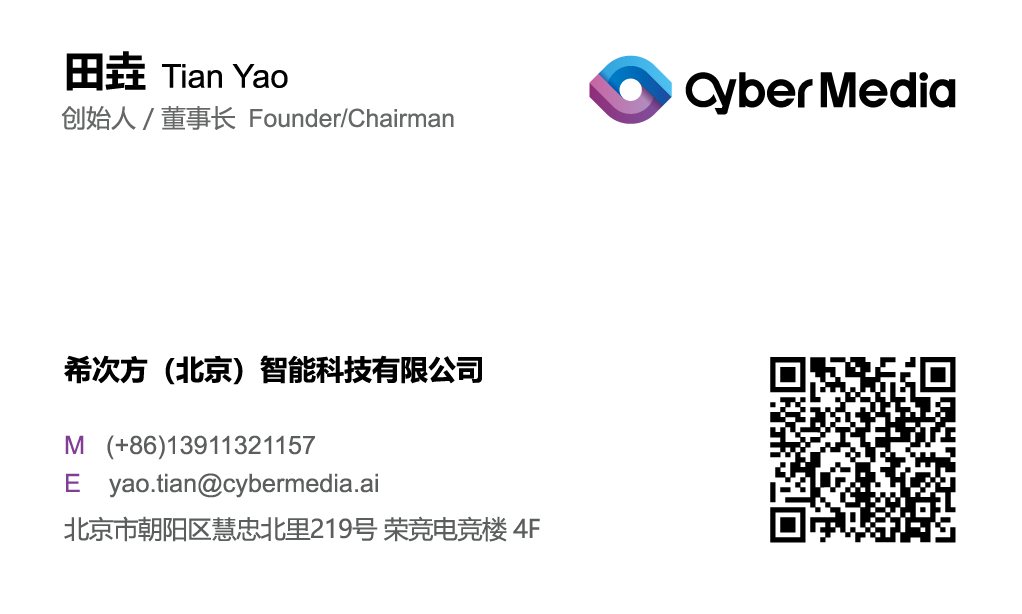 田垚 Tian Yao
创始人 / 董事长 Founder/Chairman
Cyber Media
希次方（北京）智能科技有限公司
M (+86)13911321157
E yao.tian@cybermedia.ai
北京市朝阳区慧忠北里219号 荣竞电竞楼 4F